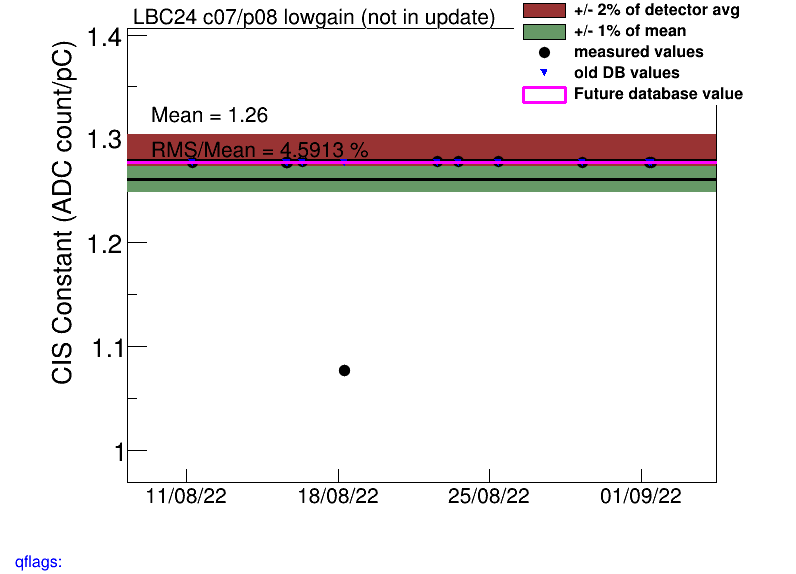 LBC24 c07/p08 lowgain (not in update)
+/- 2% of detector avg
+/- 1% of mean
measured values
old DB values
Future database value
CIS Constant (ADC count/pC)
1.4
1.3
1.2
1.1
1
Mean = 1.26
RMS/Mean = 4.5913 %
11/08/22
18/08/22
25/08/22
01/09/22
qflags: